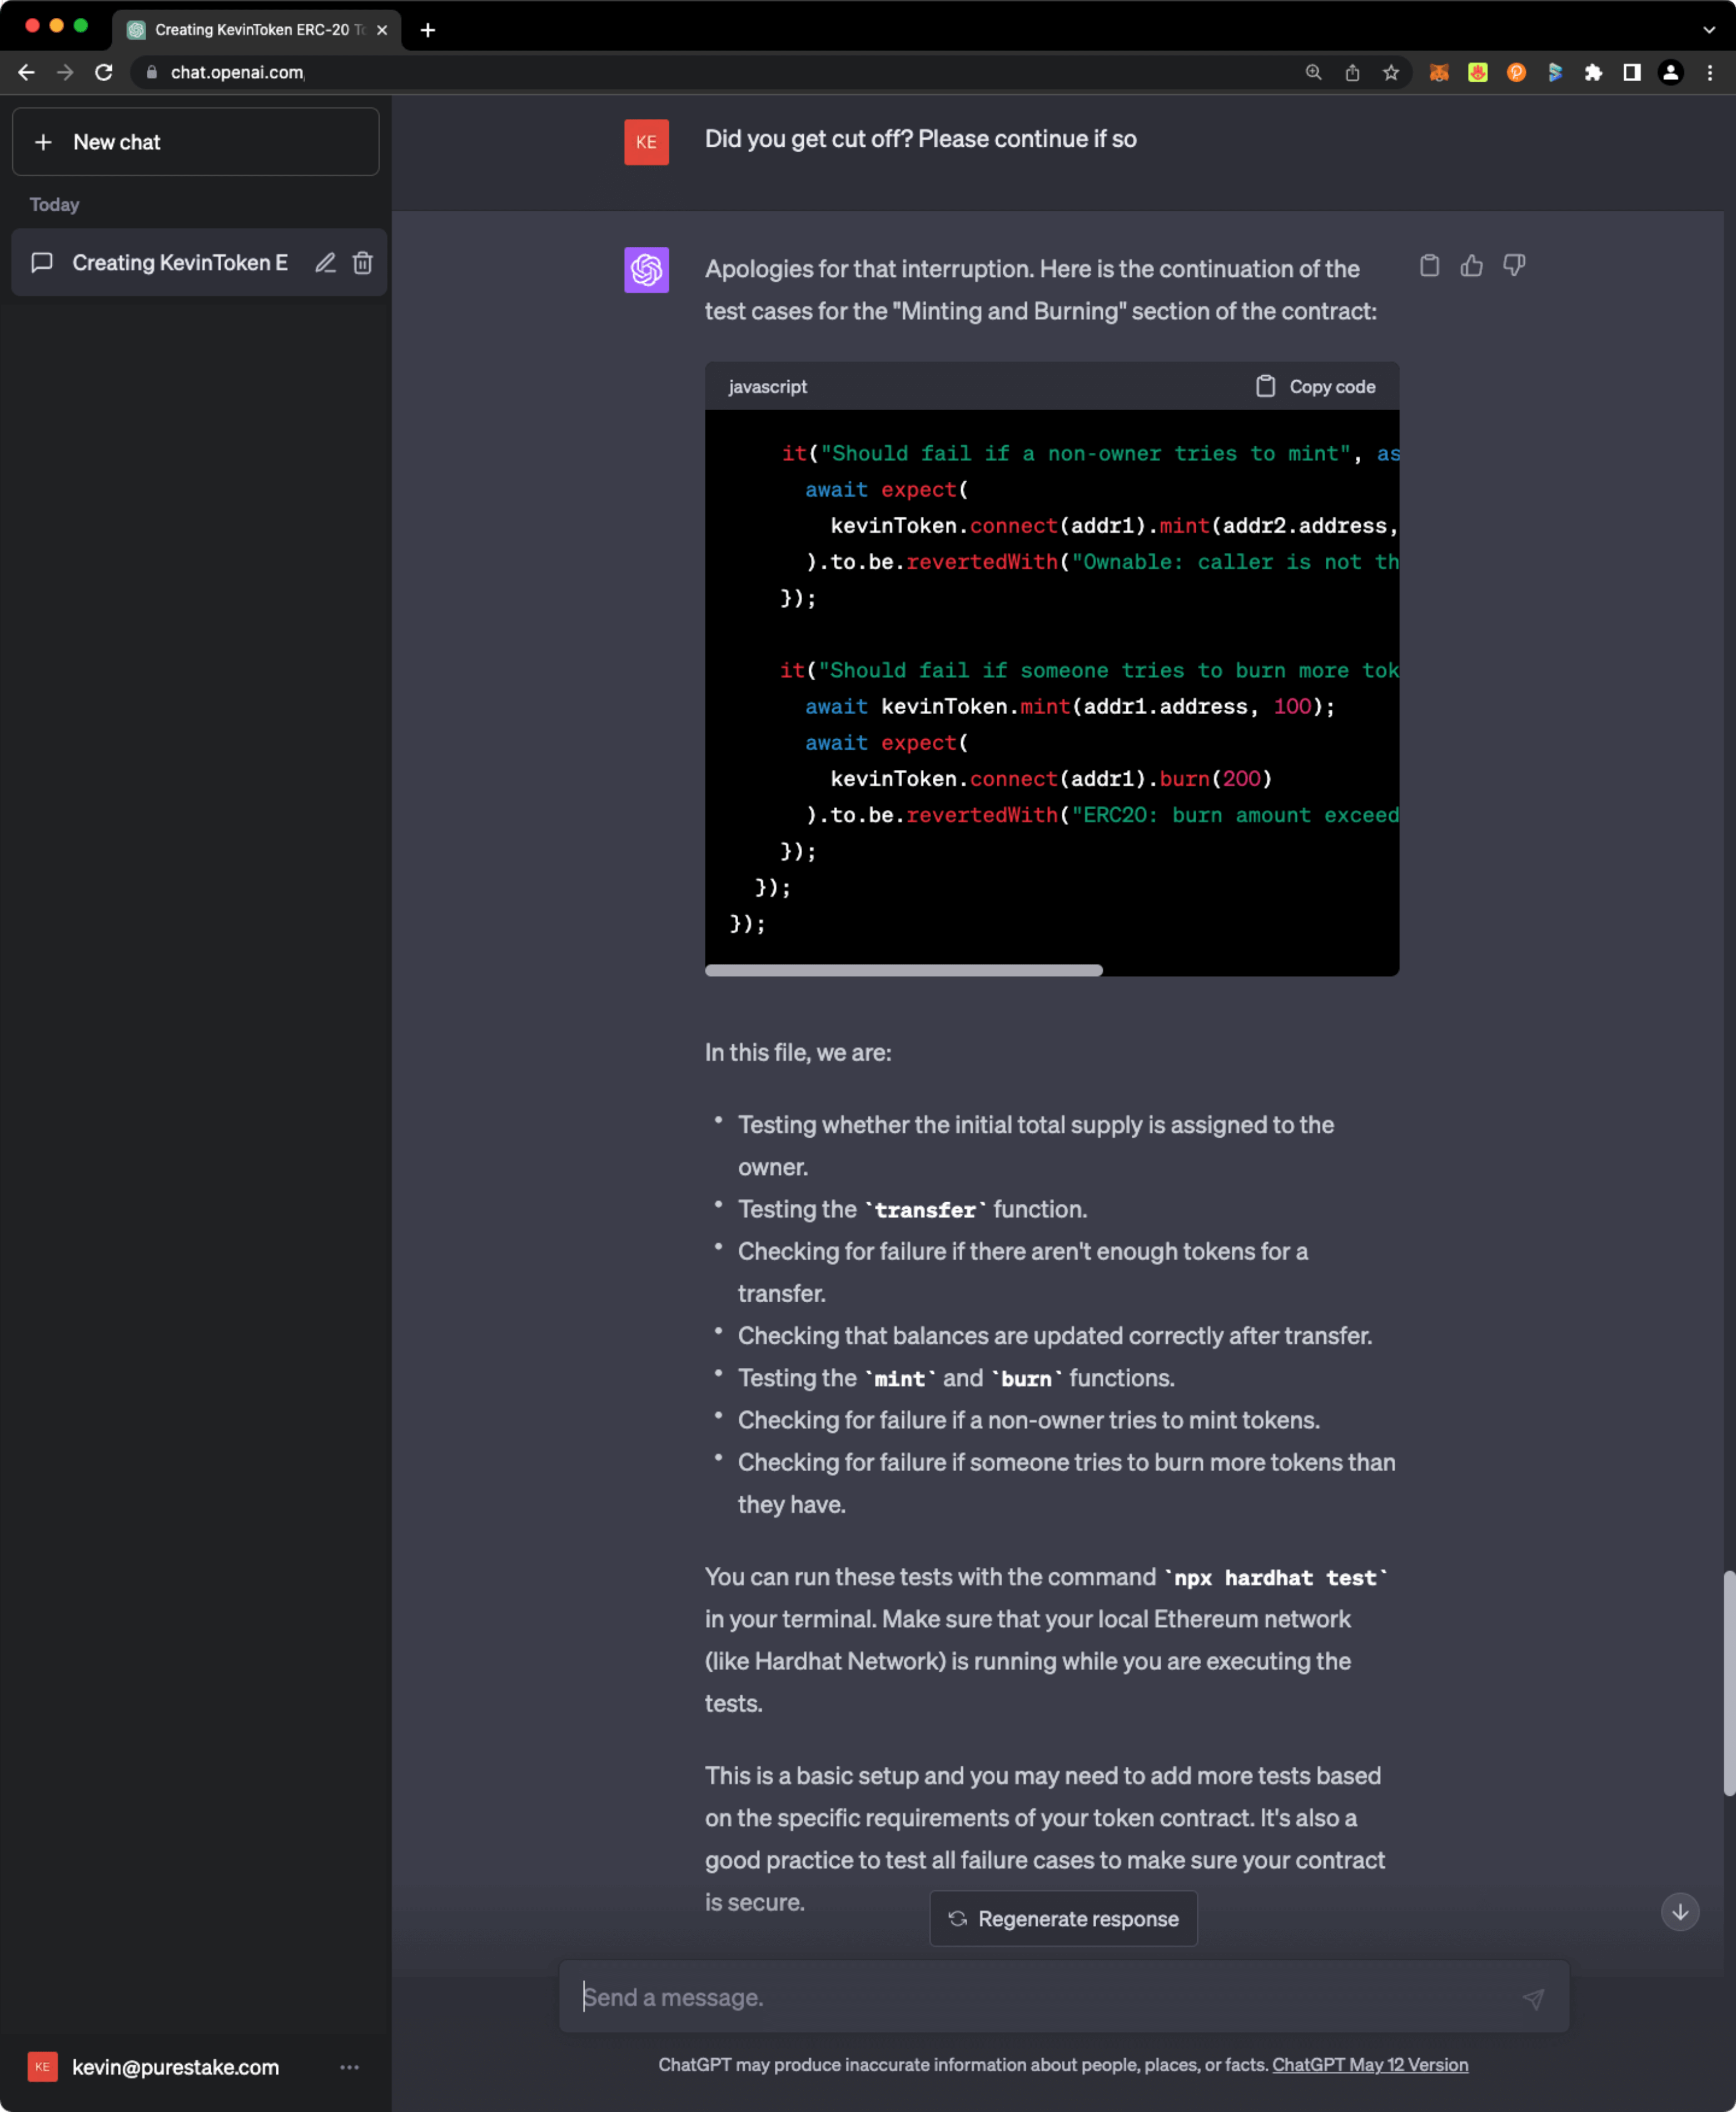 Creating KevinToken ERC-20 To
chat.openai.com
New chat
Today
Creating KevinToken E
KE
Did you get cut off? Please continue if so
Apologies for that interruption. Here is the continuation of the
test cases for the "Minting and Burning" section of the contract:
javascript
Copy code
it("Should fail if a non-owner tries to mint", as
await expect(
kevinToken.connect(addr1).mint(addr2.address,
).to.be.revertedWith("Ownable: caller is not th
});
it("Should fail if someone tries to burn more tok
await kevinToken.mint(addr1.address, 100);
await expect(
kevinToken.connect(addr1).burn(200)
).to.be.revertedWith("ERC20: burn amount exceed
});
});
});
In this file, we are:
• Testing whether the initial total supply is assigned to the
owner.
• Testing the `transfer` function.
• Checking for failure if there aren't enough tokens for a
transfer.
• Checking that balances are updated correctly after transfer.
• Testing the `mint` and `burn` functions.
• Checking for failure if a non-owner tries to mint tokens.
• Checking for failure if someone tries to burn more tokens than
they have.
You can run these tests with the command `npx hardhat test`
in your terminal. Make sure that your local Ethereum network
(like Hardhat Network) is running while you are executing the
tests.
This is a basic setup and you may need to add more tests based
on the specific requirements of your token contract. It's also a
good practice to test all failure cases to make sure your contract
is secure.
Regenerate response
Send a message.
KE
kevin@purestake.com
ChatGPT may produce inaccurate information about people, places, or facts. ChatGPT May 12 Version